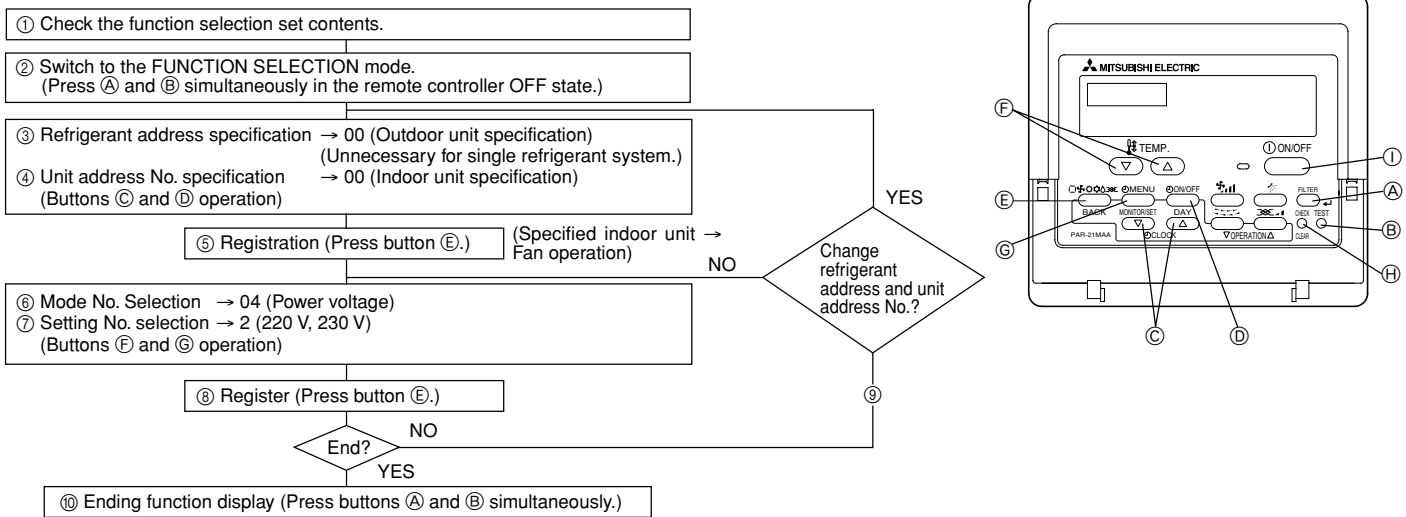 ① Check the function selection set contents.
② Switch to the FUNCTION SELECTION mode.
(Press Ⓐ and Ⓑ simultaneously in the remote controller OFF state.)
③ Refrigerant address specification → 00 (Outdoor unit specification)
(Unnecessary for single refrigerant system.)
④ Unit address No. specification → 00 (Indoor unit specification)
(Buttons Ⓒ and Ⓓ operation)
⑤ Registration (Press button Ⓔ.)
(Specified indoor unit →
Fan operation)
NO
YES
Change
refrigerant
address and unit
address No.?
⑥ Mode No. Selection → 04 (Power voltage)
⑦ Setting No. selection → 2 (220 V, 230 V)
(Buttons Ⓕ and Ⓖ operation)
⑧ Register (Press button Ⓔ.)
⑨
End?
NO
YES
⑩ Ending function display (Press buttons Ⓐ and Ⓑ simultaneously.)
MITSUBISHI ELECTRIC
Ⓕ
TEMP.
ON/OFF
Ⓘ
MENU
ON/OFF
FILTER
Ⓐ
Ⓔ
BACK
MONITOR/SET
DAY
CHECK
TEST
Ⓑ
PAR-21MAA
CLOCK
OPERATION
CLEAR
Ⓖ
Ⓗ
Ⓒ
Ⓓ